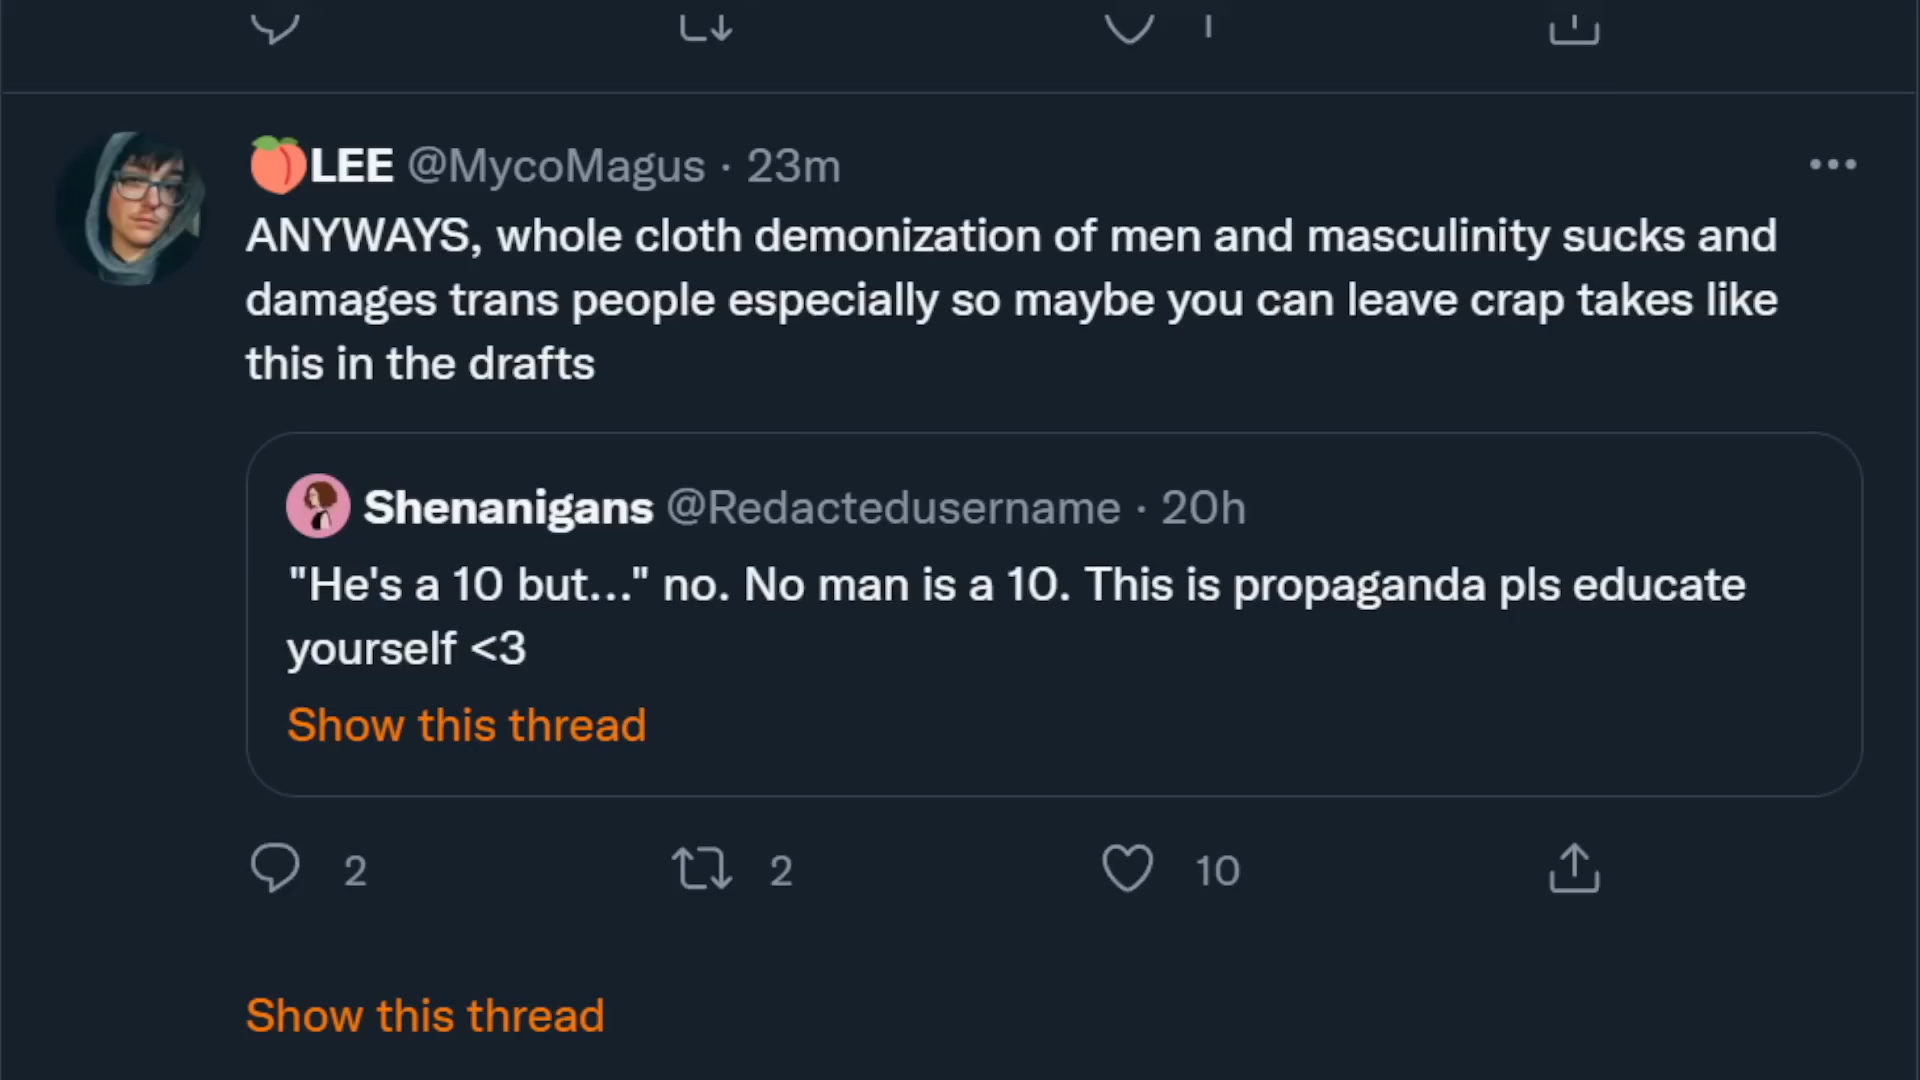 🍑LEE @MycoMagus · 23m
ANYWAYS, whole cloth demonization of men and masculinity sucks and
damages trans people especially so maybe you can leave crap takes like
this in the drafts
Shenanigans @Redactedusername · 20h
"He's a 10 but..." no. No man is a 10. This is propaganda pls educate
yourself <3
Show this thread
2 2 10
Show this thread